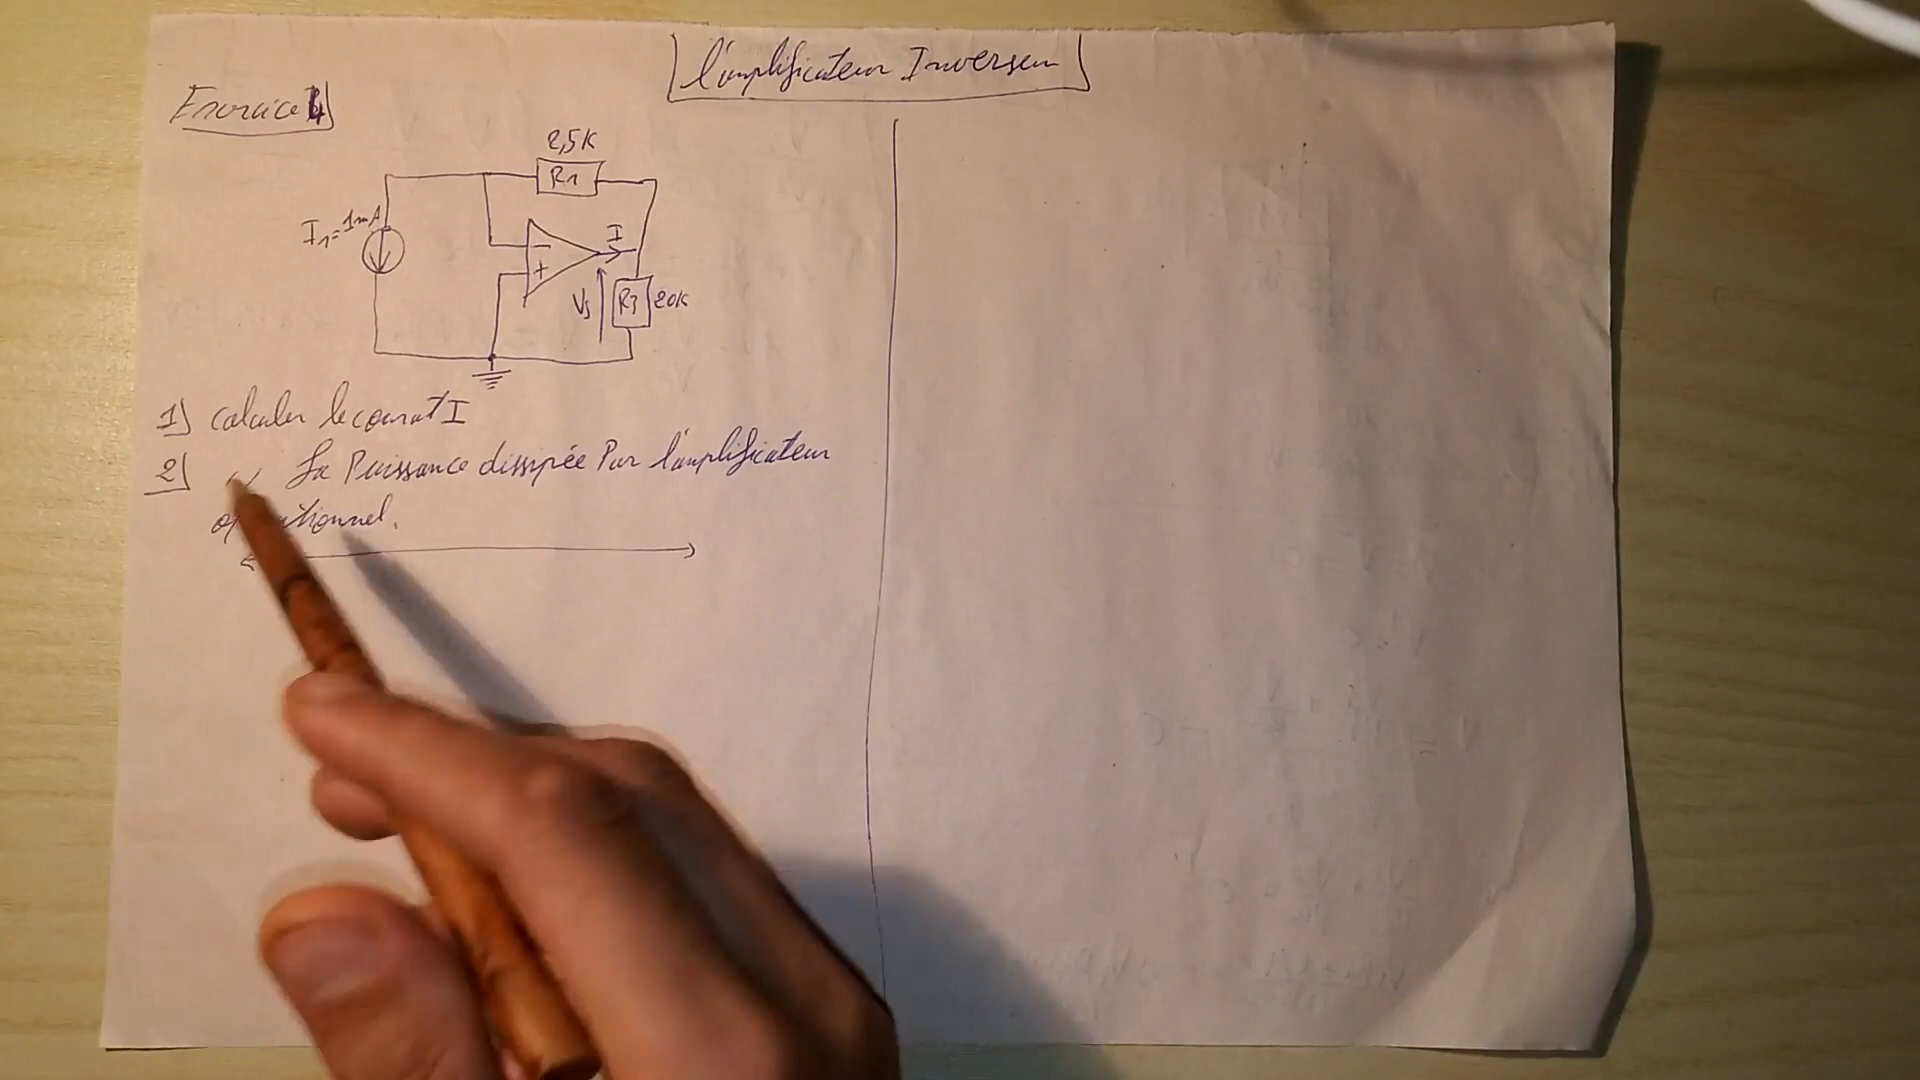 L'amplificateur Inverseur
Exercice 4
2,5K
R1
I1=1mA
I
-
+
Vs
R3
20K
1) calculer le courat I
2) " La Puissance dissipée Par l'amplificateur
opérationnel.